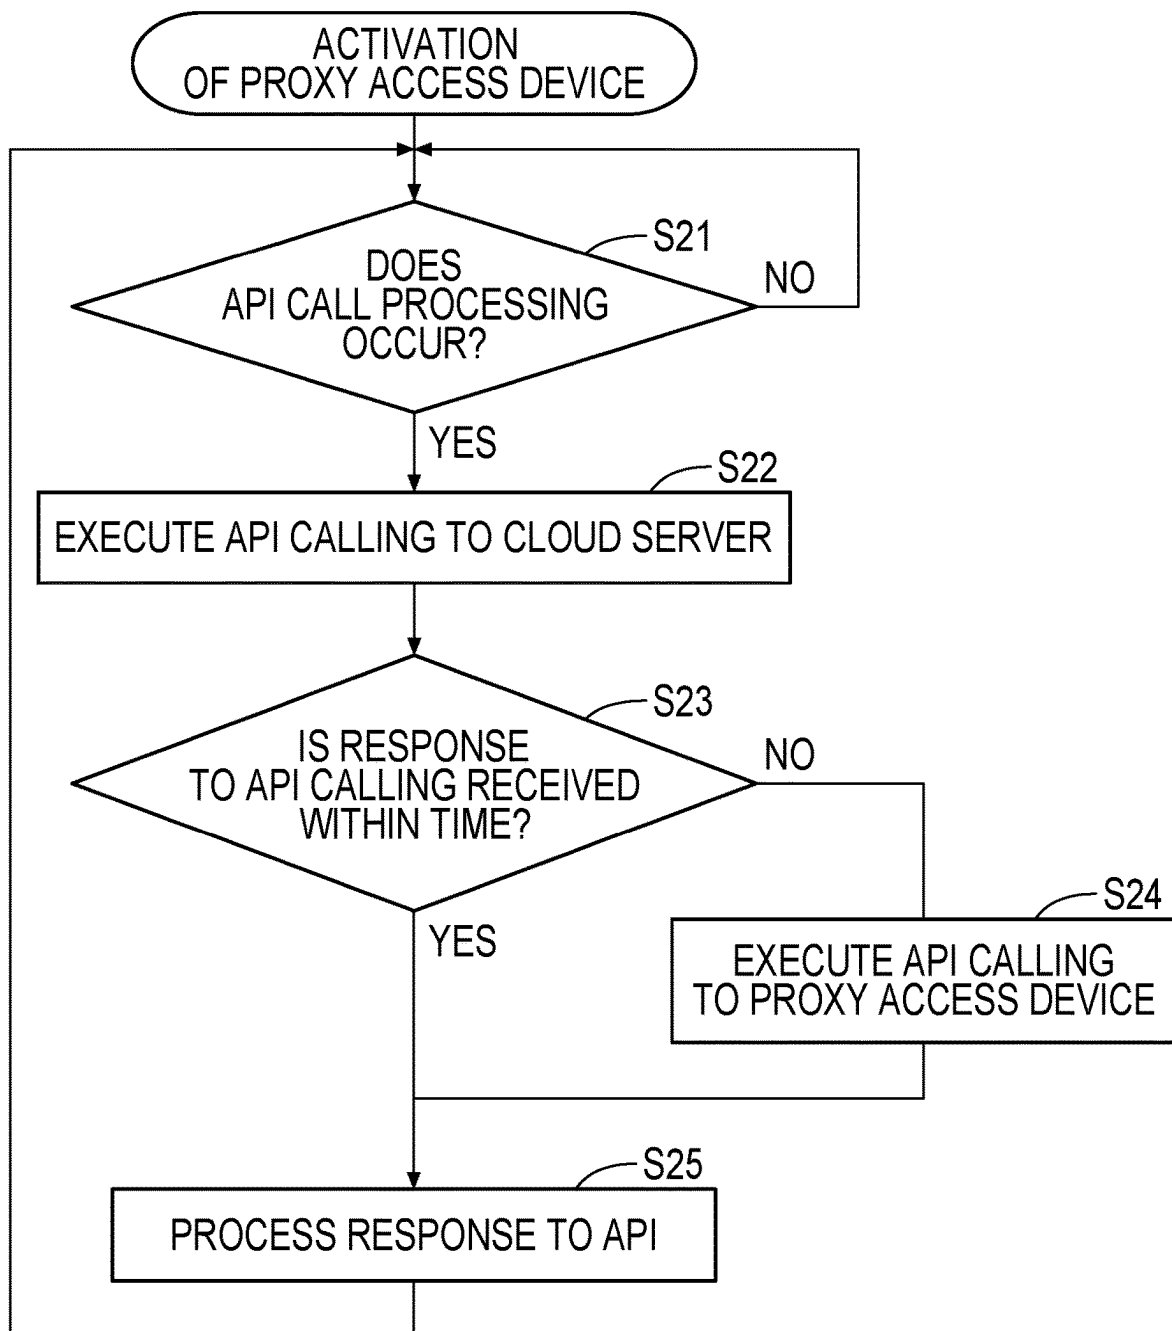 ACTIVATION
OF PROXY ACCESS DEVICE
S21
DOES
API CALL PROCESSING
OCCUR?
NO
YES
S22
EXECUTE API CALLING TO CLOUD SERVER
S23
IS RESPONSE
TO API CALLING RECEIVED
WITHIN TIME?
NO
YES
S24
EXECUTE API CALLING
TO PROXY ACCESS DEVICE
S25
PROCESS RESPONSE TO API